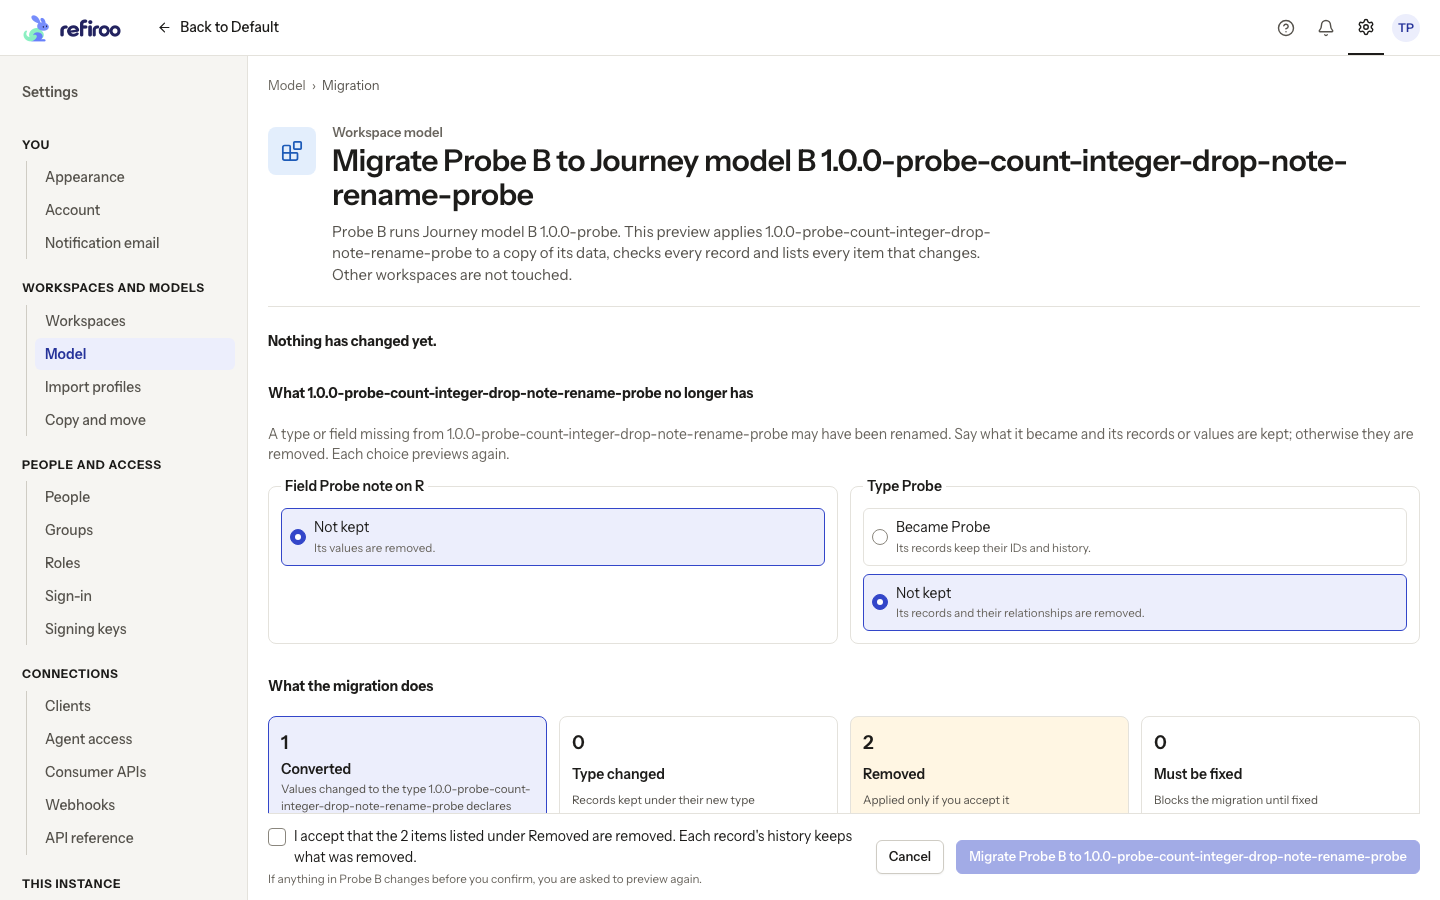 refiroo
Back to Default
TP
Settings
YOU
Appearance
Account
Notification email
WORKSPACES AND MODELS
Workspaces
Model
Import profiles
Copy and move
PEOPLE AND ACCESS
People
Groups
Roles
Sign-in
Signing keys
CONNECTIONS
Clients
Agent access
Consumer APIs
Webhooks
API reference
THIS INSTANCE
Model › Migration
Workspace model
Migrate Probe B to Journey model B 1.0.0-probe-count-integer-drop-note-
rename-probe
Probe B runs Journey model B 1.0.0-probe. This preview applies 1.0.0-probe-count-integer-drop-
note-rename-probe to a copy of its data, checks every record and lists every item that changes.
Other workspaces are not touched.
Nothing has changed yet.
What 1.0.0-probe-count-integer-drop-note-rename-probe no longer has
A type or field missing from 1.0.0-probe-count-integer-drop-note-rename-probe may have been renamed. Say what it became and its records or values are kept; otherwise they are
removed. Each choice previews again.
Field Probe note on R
Not kept
Its values are removed.
Type Probe
Became Probe
Its records keep their IDs and history.
Not kept
Its records and their relationships are removed.
What the migration does
1
Converted
Values changed to the type 1.0.0-probe-count-
integer-drop-note-rename-probe declares
0
Type changed
Records kept under their new type
2
Removed
Applied only if you accept it
0
Must be fixed
Blocks the migration until fixed
I accept that the 2 items listed under Removed are removed. Each record's history keeps
what was removed.
If anything in Probe B changes before you confirm, you are asked to preview again.
Cancel
Migrate Probe B to 1.0.0-probe-count-integer-drop-note-rename-probe